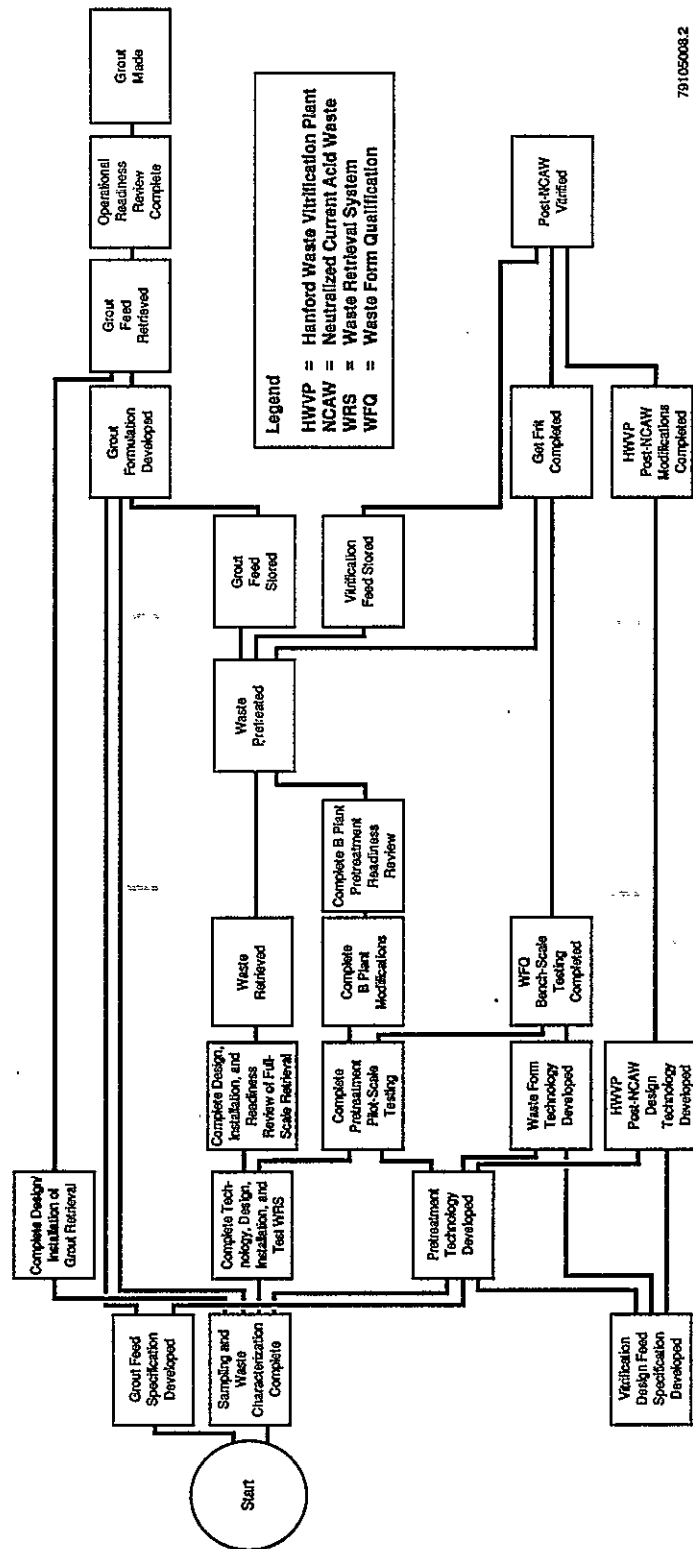 Start
Grout Feed
Specification
Developed
Sampling and
Waste
Characterization
Complete
Vitrification
Design Feed
Specification
Developed
Complete Design/
Installation of
Grout Retrieval
Complete Tech-
nology, Design,
Installation, and
Test WRS
Pretreatment
Technology
Developed
Complete Design,
Installation, and
Readiness
Review of Full-
Scale Retrieval
Complete
Pretreatment
Pilot-Scale
Testing
Waste Form
Technology
Developed
HWVP
Post-NCAW
Design
Technology
Developed
Waste
Retrieved
Complete
B Plant
Modifications
WFQ
Bench-Scale
Testing
Completed
Complete B Plant
Pretreatment
Readiness
Review
Waste
Pretreated
Grout
Feed
Stored
Vitrification
Feed Stored
Grout
Formulation
Developed
Get Frit
Completed
HWVP
Post-NCAW
Modifications
Completed
Grout
Feed
Retrieved
Operational
Readiness
Review
Complete
Grout
Made
Post-NCAW
Vitrified
Legend
HWVP = Hanford Waste Vitrification Plant
NCAW = Neutralized Current Acid Waste
WRS = Waste Retrieval System
WFQ = Waste Form Qualification
79105008.2